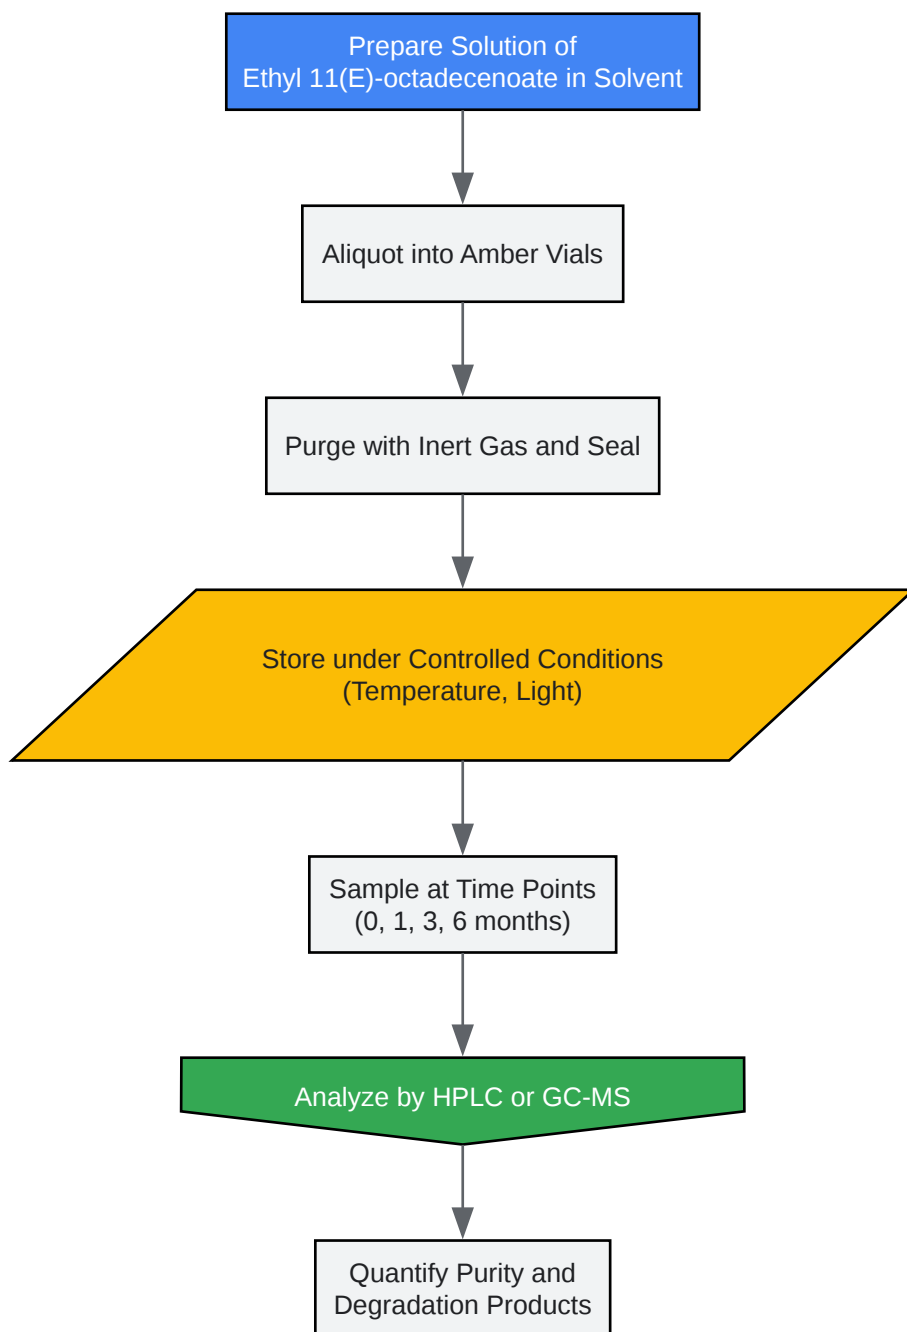 Prepare Solution of
Ethyl 11(E)-octadecenoate in Solvent
Aliquot into Amber Vials
Purge with Inert Gas and Seal
Store under Controlled Conditions
(Temperature, Light)
Sample at Time Points
(0, 1, 3, 6 months)
Analyze by HPLC or GC-MS
Quantify Purity and
Degradation Products